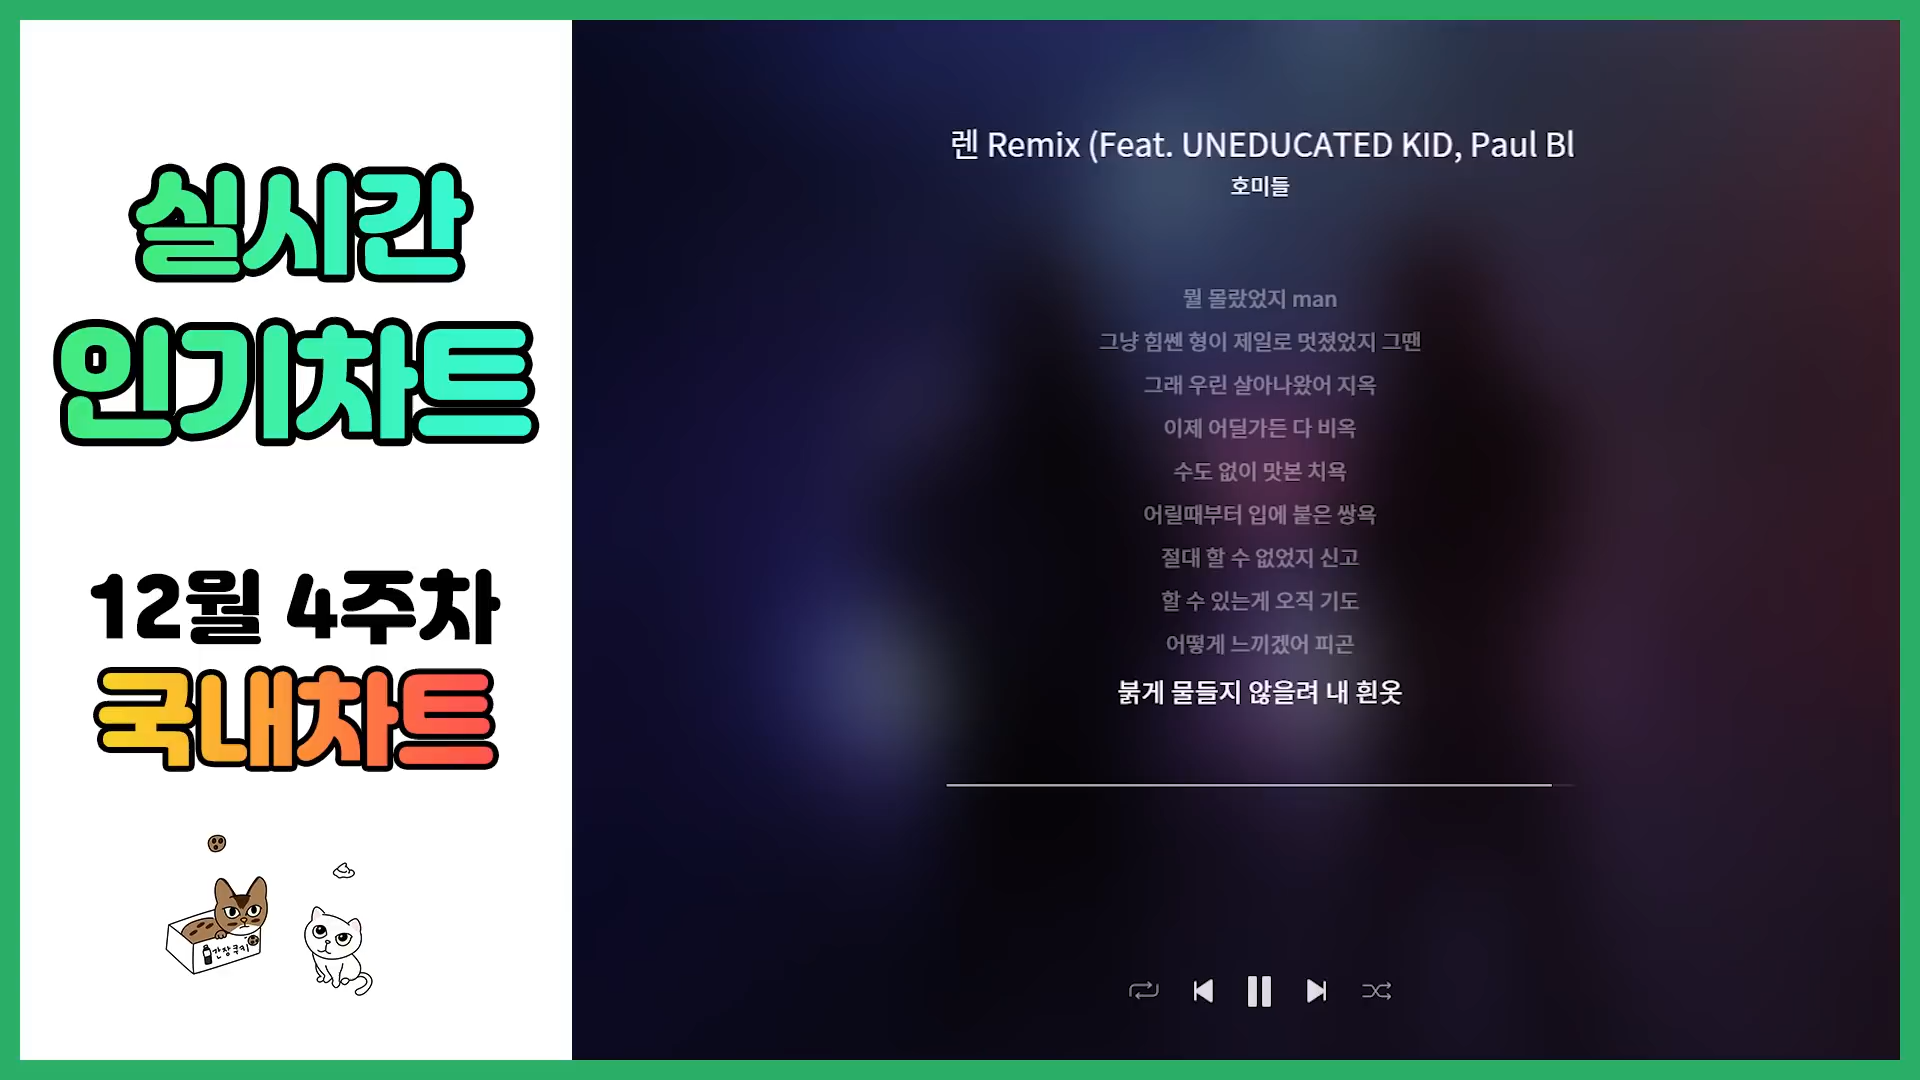 실시간
인기차트
12월 4주차
국내차트
간장쿠키
렌 Remix (Feat. UNEDUCATED KID, Paul Bl
호미들
뭘 몰랐었지 man
그냥 힘쎈 형이 제일로 멋졌었지 그땐
그래 우린 살아나왔어 지옥
이제 어딜가든 다 비옥
수도 없이 맛본 치욕
어릴때부터 입에 붙은 쌍욕
절대 할 수 없었지 신고
할 수 있는게 오직 기도
어떻게 느끼겠어 피곤
붉게 물들지 않을려 내 흰옷